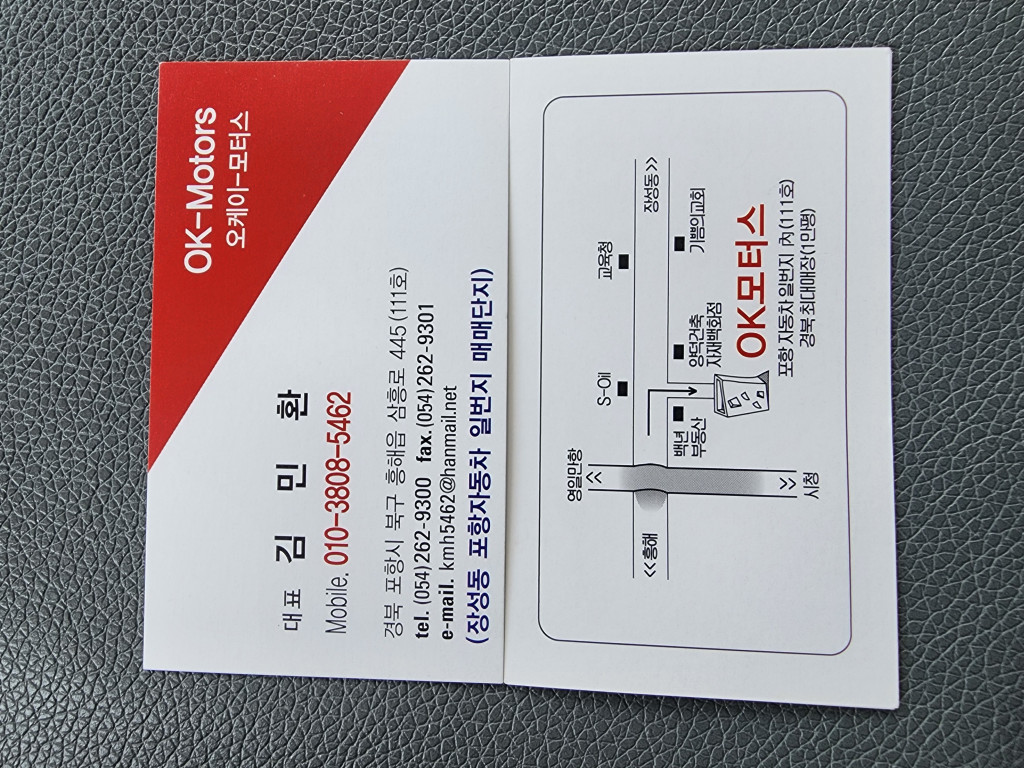 OK-Motors
오케이-모터스
대표 김 민 환
Mobile. 010-3808-5462
경북 포항시 북구 흥해읍 삼흥로 445 (111호)
tel. (054)262-9300 fax. (054)262-9301
e-mail. kmh5462@hanmail.net
(장성동 포항자동차 일번지 매매단지)
영일만항
S-Oil
교육청
<< 흥해
장성동 >>
백년
부동산
양덕건축
자재백화점
기쁨의교회
시청
OK모터스
포항 자동차 일번지 內 (111호)
경북 최대매장(1만평)